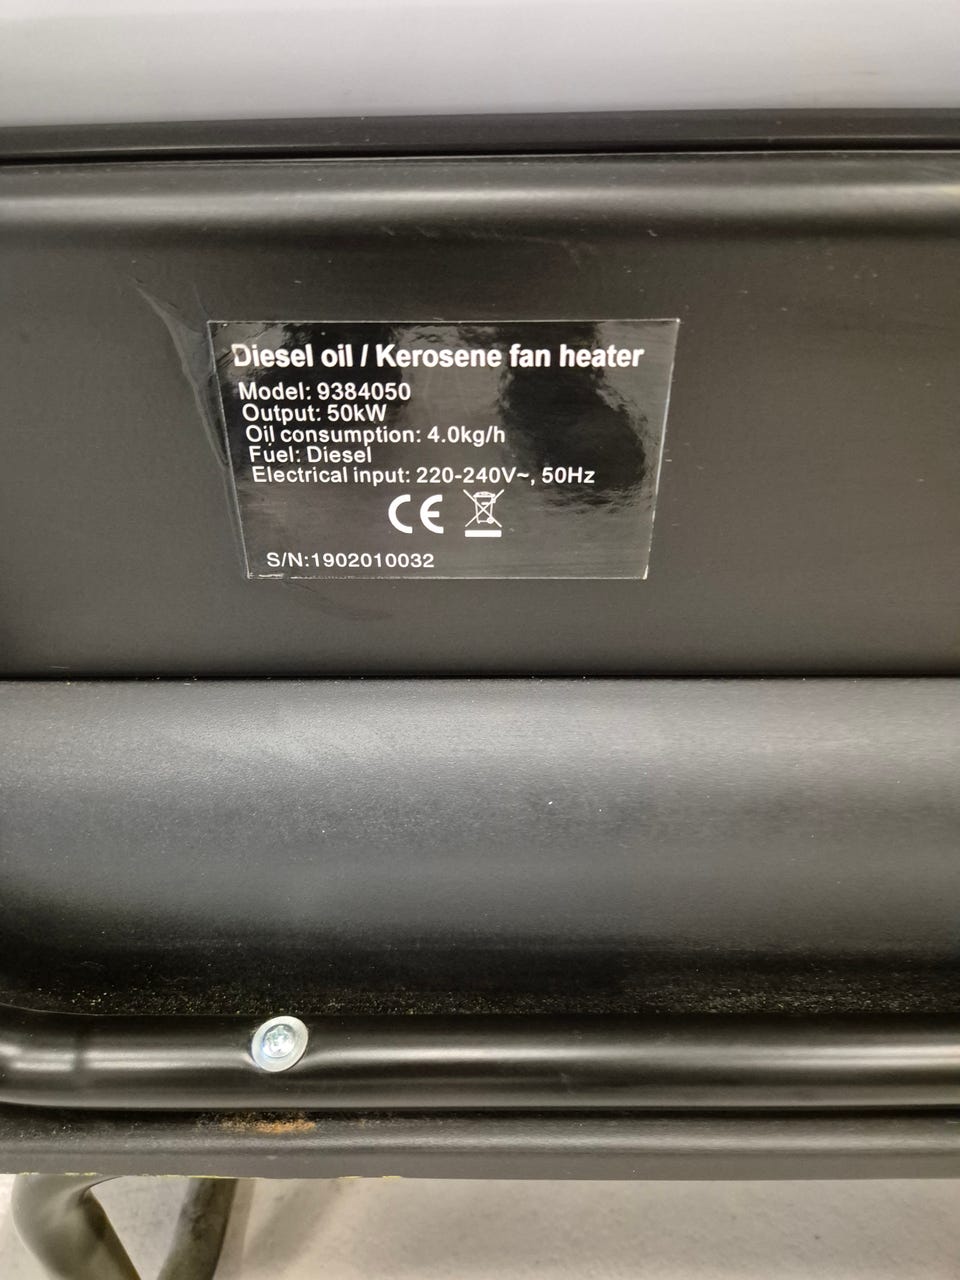 Diesel oil / Kerosene fan heater
Model: 9384050
Output: 50kW
Oil consumption: 4.0kg/h
Fuel: Diesel
Electrical input: 220-240V~, 50Hz
CE
S/N:1902010032